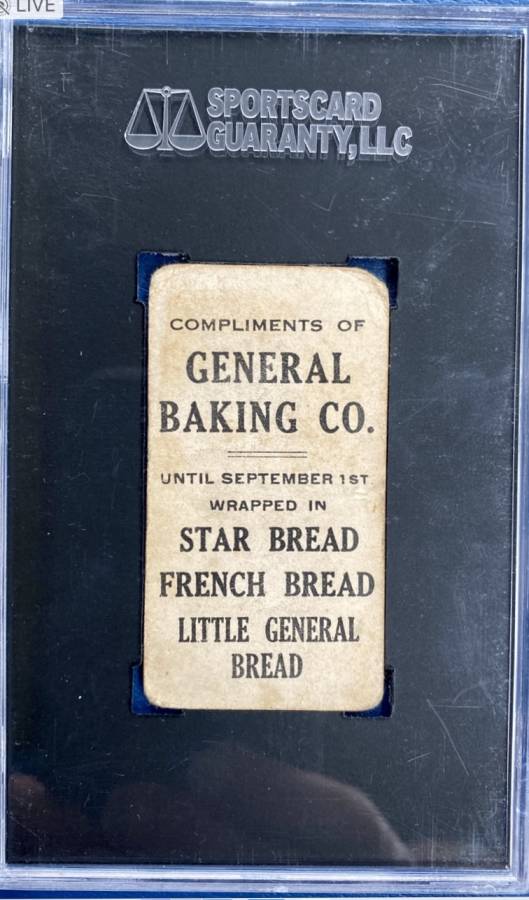 LIVE
SPORTSCARD
GUARANTY, LLC
COMPLIMENTS OF
GENERAL
BAKING CO.
UNTIL SEPTEMBER 1ST
WRAPPED IN
STAR BREAD
FRENCH BREAD
LITTLE GENERAL
BREAD